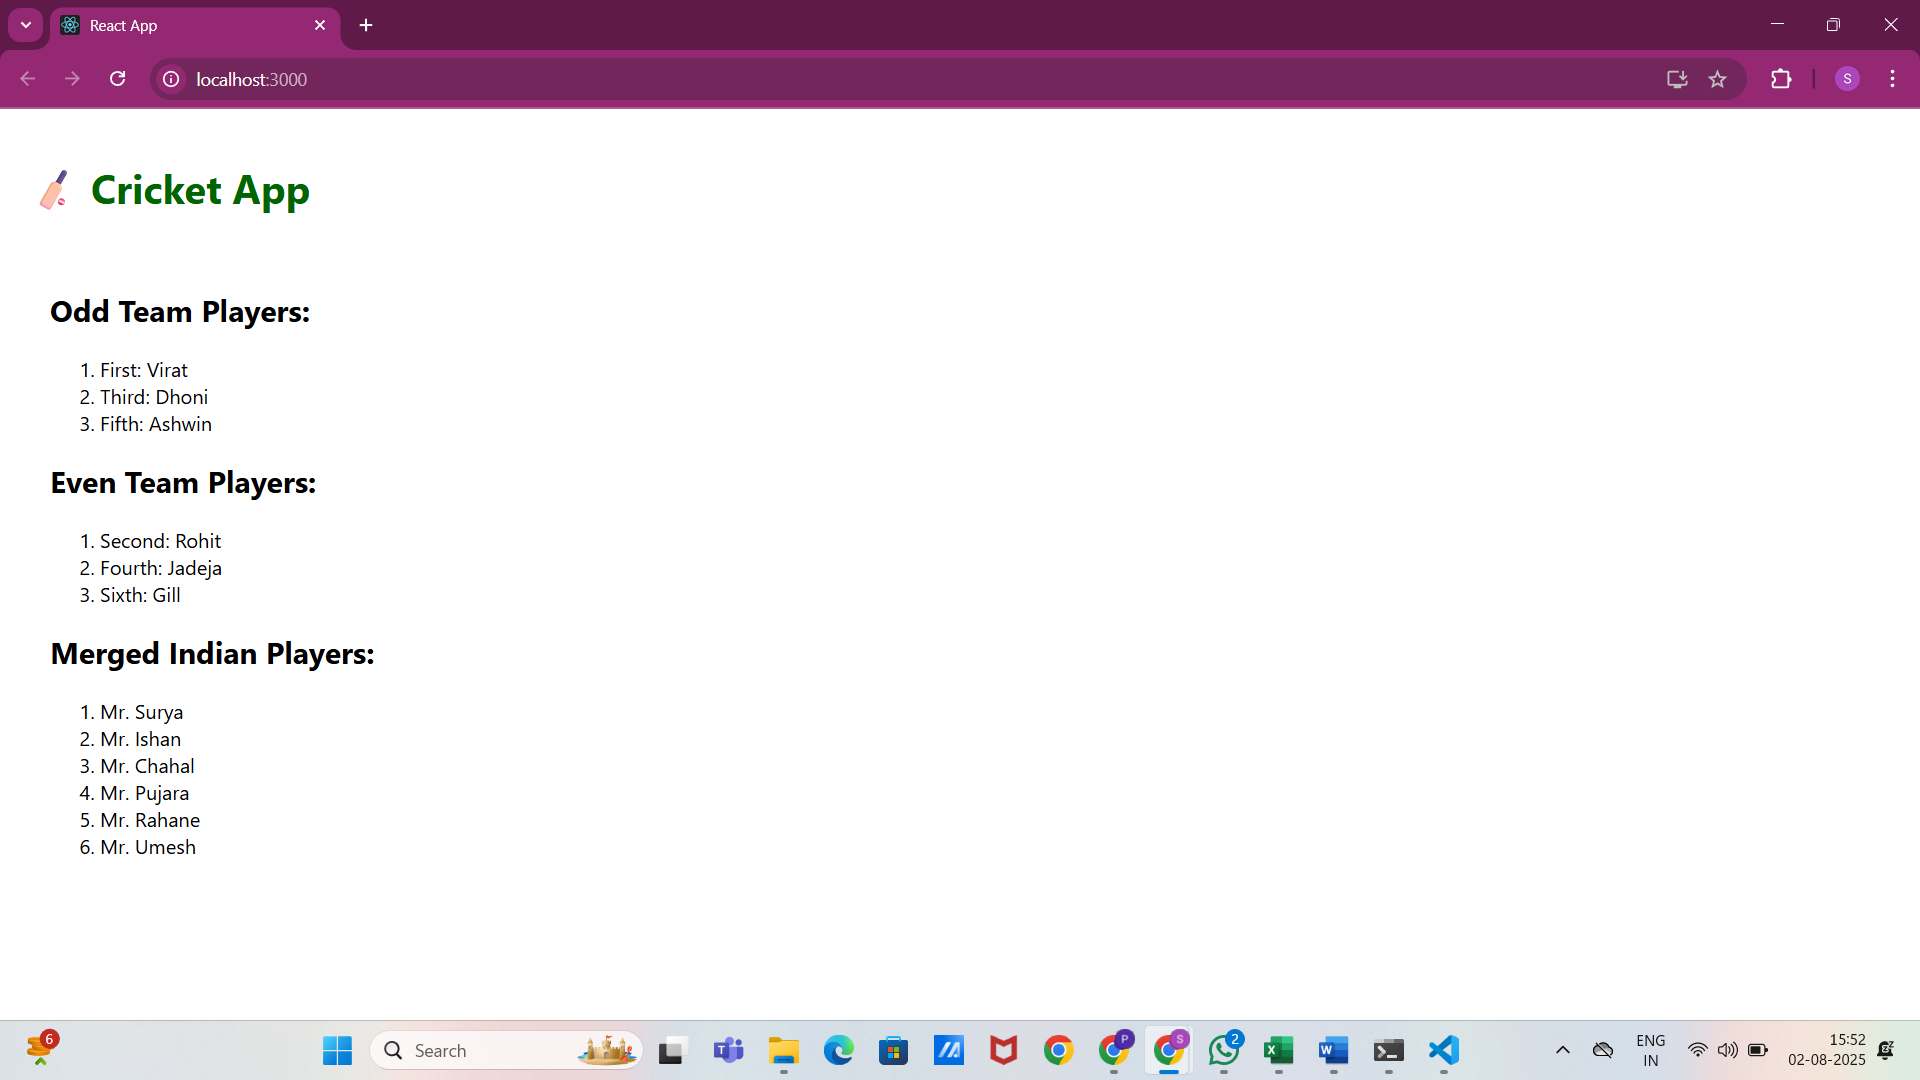 React App
localhost:3000
S
Cricket App
Odd Team Players:
1. First: Virat
2. Third: Dhoni
3. Fifth: Ashwin
Even Team Players:
1. Second: Rohit
2. Fourth: Jadeja
3. Sixth: Gill
Merged Indian Players:
1. Mr. Surya
2. Mr. Ishan
3. Mr. Chahal
4. Mr. Pujara
5. Mr. Rahane
6. Mr. Umesh
6
Search
P
S
2
ENG
IN
15:52
02-08-2025